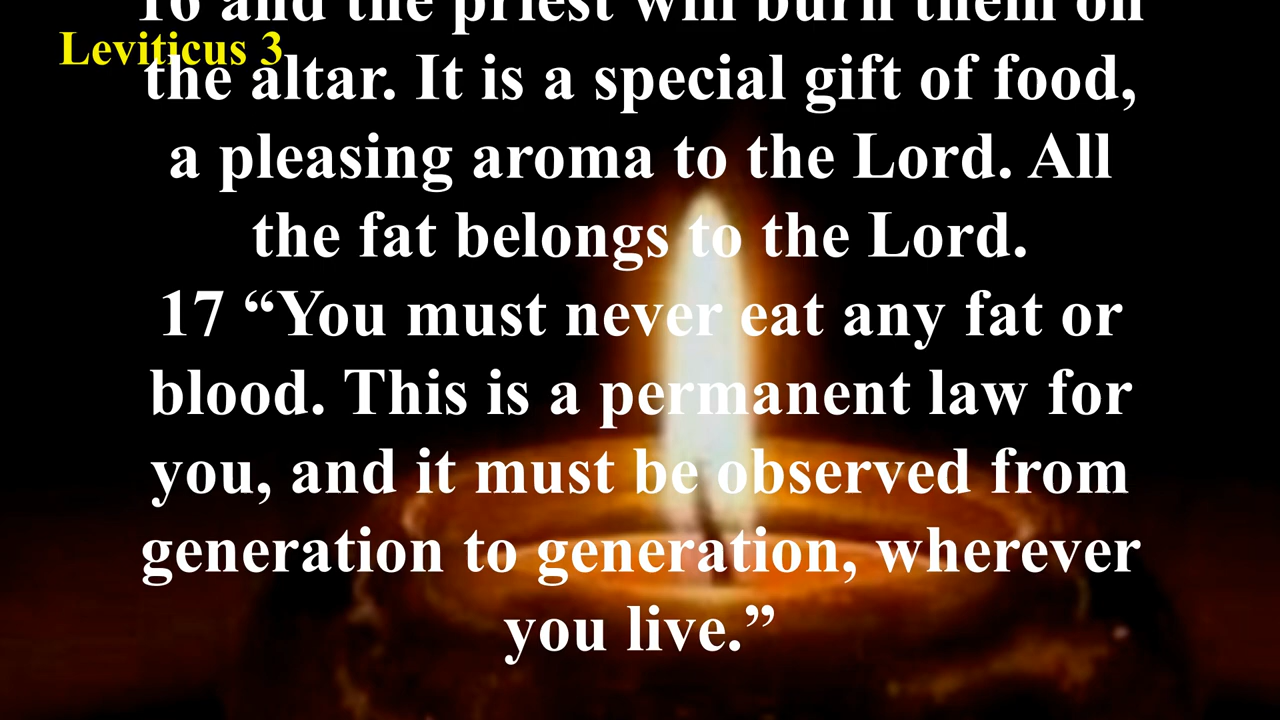 16 and the priest will burn them on
Leviticus 3
the altar. It is a special gift of food,
a pleasing aroma to the Lord. All
the fat belongs to the Lord.
17 “You must never eat any fat or
blood. This is a permanent law for
you, and it must be observed from
generation to generation, wherever
you live.”